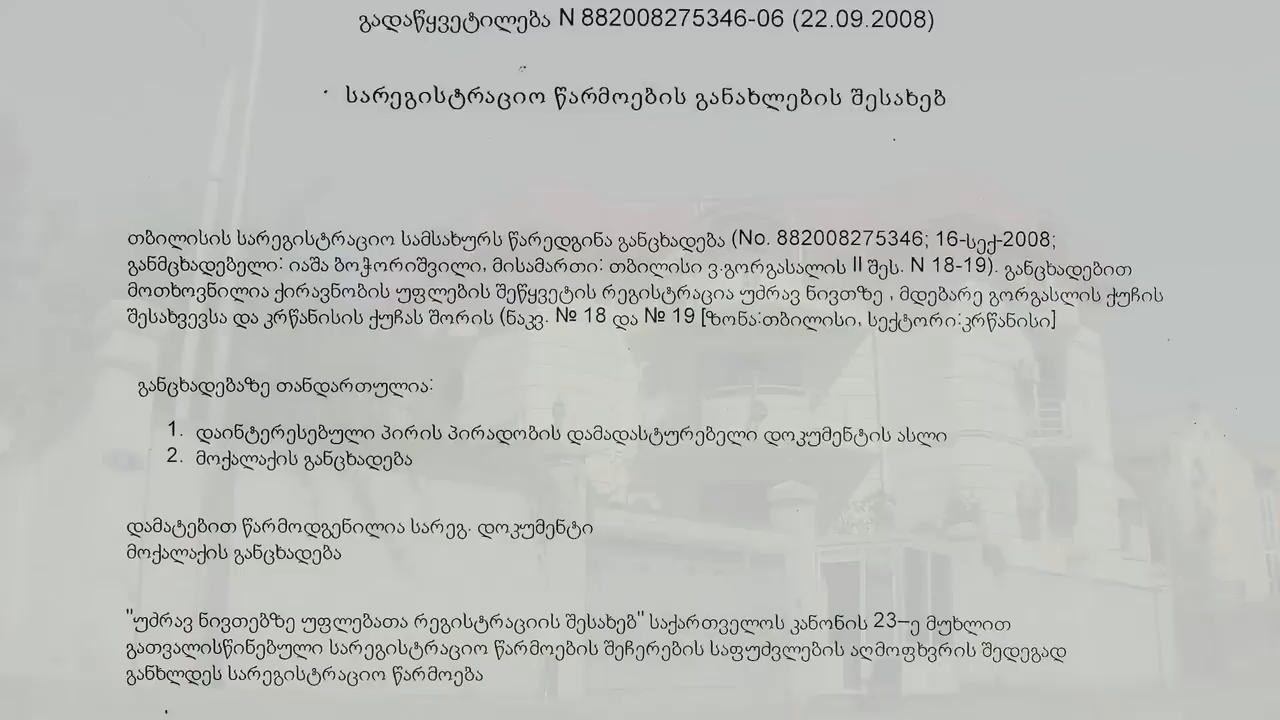 გადაწყვეტილება N 882008275346-06 (22.09.2008)
სარეგისტრაციო წარმოების განახლების შესახებ
თბილისის სარეგისტრაციო სამსახურს წარედგინა განცხადება (No. 882008275346; 16-სექ-2008;
განმცხადებელი: იაშა ბოჭორიშვილი, მისამართი: თბილისი ვ.გორგასალის II შეს. N 18-19). განცხადებით
მოთხოვნილია ქირავნობის უფლების შეწყვეტის რეგისტრაცია უძრავ ნივთზე , მდებარე გორგასლის ქუჩის
შესახვევსა და კრწანისის ქუჩას შორის (ნაკვ. № 18 და № 19 [ზონა:თბილისი, სექტორი:კრწანისი]
განცხადებაზე თანდართულია:
1. დაინტერესებული პირის პირადობის დამადასტურებელი დოკუმენტის ასლი
2. მოქალაქის განცხადება
დამატებით წარმოდგენილია სარეგ. დოკუმენტი
მოქალაქის განცხადება
"უძრავ ნივთებზე უფლებათა რეგისტრაციის შესახებ" საქართველოს კანონის 23–ე მუხლით
გათვალისწინებული სარეგისტრაციო წარმოების შეჩერების საფუძვლების აღმოფხვრის შედეგად
განხლდეს სარეგისტრაციო წარმოება